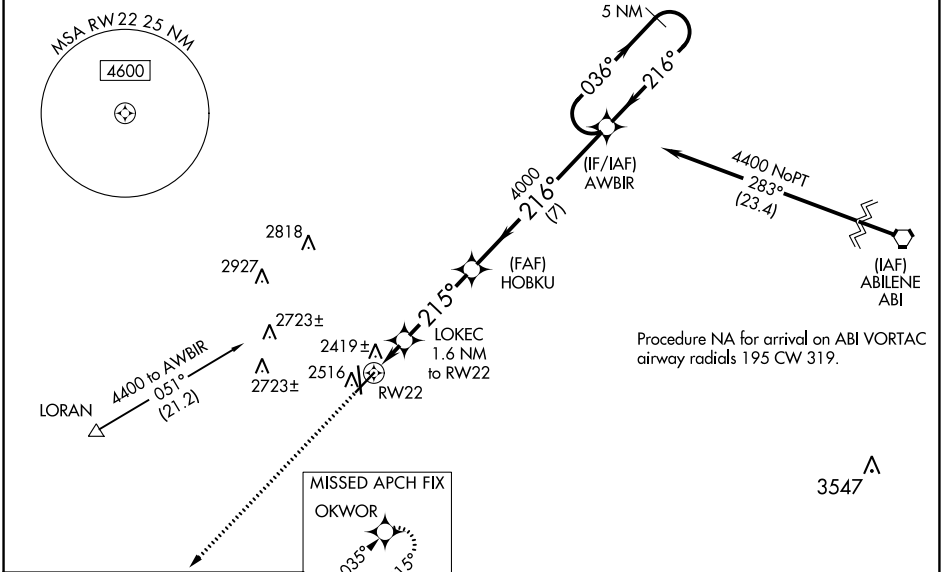 MSA RW22 25 NM
4600
5 NM
036°
216°
(IF/IAF)
AWBIR
4400 NoPT
283°
(23.4)
4000
216°
(7)
(IAF)
ABILENE
ABI
2818
2927
(FAF)
HOBKU
215°
2723±
LOKEC
1.6 NM
to RW22
Procedure NA for arrival on ABI VORTAC
airway radials 195 CW 319.
2419±
2723±
2516
RW22
4400 to AWBIR
051°
(21.2)
LORAN
3547
MISSED APCH FIX
OKWOR
035°
15°